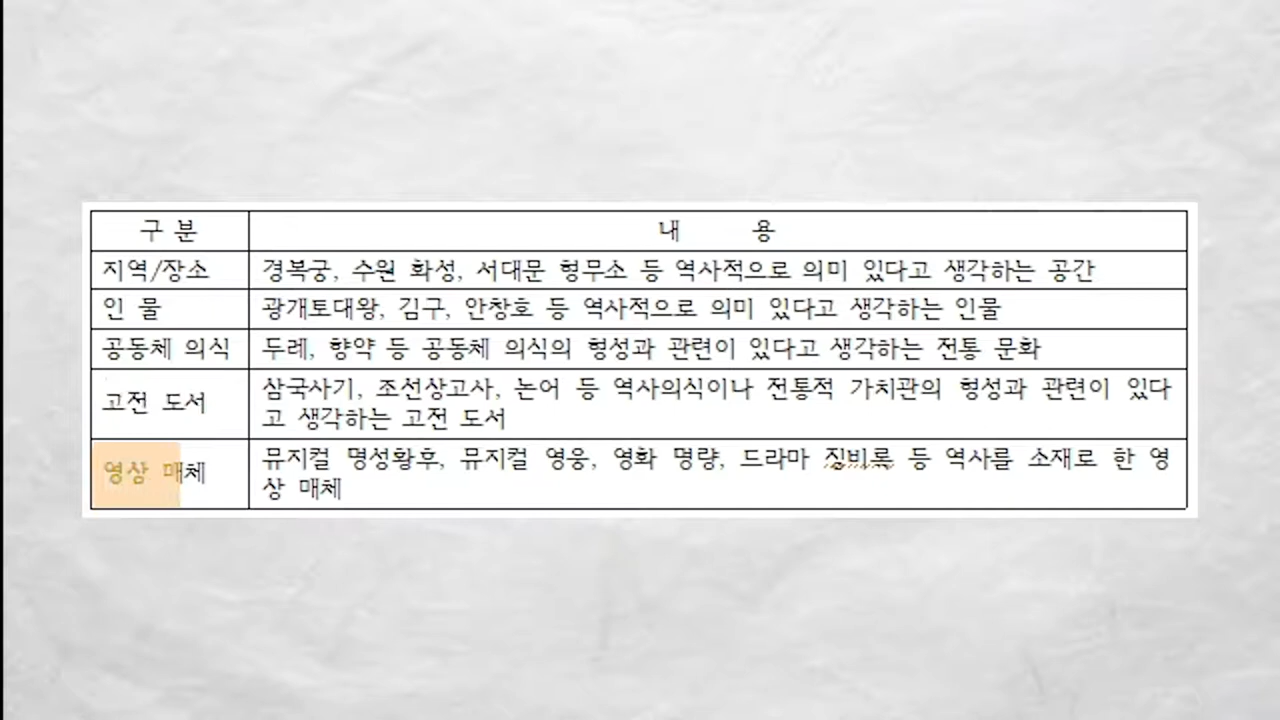 구 분 내 용
지역/장소 경복궁, 수원 화성, 서대문 형무소 등 역사적으로 의미 있다고 생각하는 공간
인 물 광개토대왕, 김구, 안창호 등 역사적으로 의미 있다고 생각하는 인물
공동체 의식 두레, 향약 등 공동체 의식의 형성과 관련이 있다고 생각하는 전통 문화
고전 도서 삼국사기, 조선상고사, 논어 등 역사의식이나 전통적 가치관의 형성과 관련이 있다
고 생각하는 고전 도서
영상 매체 뮤지컬 명성황후, 뮤지컬 영웅, 영화 명량, 드라마 징비록 등 역사를 소재로 한 영
상 매체